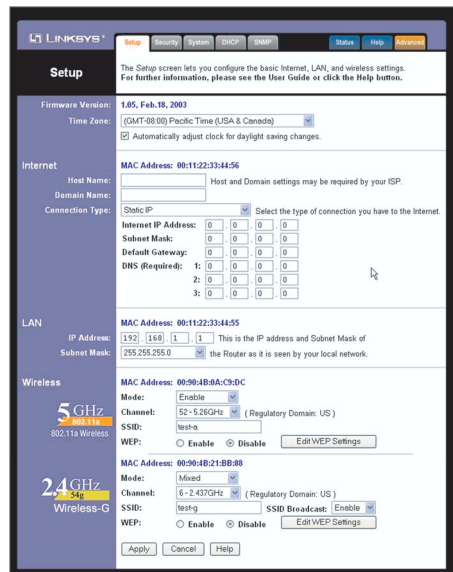 LINKSYS®
Setup Security System DHCP SNMP Status Help Advanced
Setup
The Setup screen lets you configure the basic Internet, LAN, and wireless settings.
For further information, please see the User Guide or click the Help button.
Firmware Version: 1.05, Feb.18, 2003
Time Zone: (GMT-08:00) Pacific Time (USA & Canada)
Automatically adjust clock for daylight saving changes.
Internet MAC Address: 00:11:22:33:44:56
Host Name: Host and Domain settings may be required by your ISP.
Domain Name:
Connection Type: Static IP Select the type of connection you have to the Internet.
Internet IP Address: 0 . 0 . 0 . 0
Subnet Mask: 0 . 0 . 0 . 0
Default Gateway: 0 . 0 . 0 . 0
DNS (Required): 1: 0 . 0 . 0 . 0
2: 0 . 0 . 0 . 0
3: 0 . 0 . 0 . 0
LAN MAC Address: 00:11:22:33:44:55
IP Address: 192 . 168 . 1 . 1 This is the IP address and Subnet Mask of
Subnet Mask: 255.255.255.0 the Router as it is seen by your local network.
Wireless MAC Address: 00:90:4B:0A:C9:DC
5 GHz
802.11a
802.11a Wireless
Mode: Enable
Channel: 52 - 5.26GHz ( Regulatory Domain: US )
SSID: test-a
WEP: Enable Disable Edit WEP Settings
MAC Address: 00:90:4B:21:BB:88
2.4 GHz
54g
Wireless-G
Mode: Mixed
Channel: 6 - 2.437GHz ( Regulatory Domain: US )
SSID: test-g SSID Broadcast: Enable
WEP: Enable Disable Edit WEP Settings
Apply Cancel Help